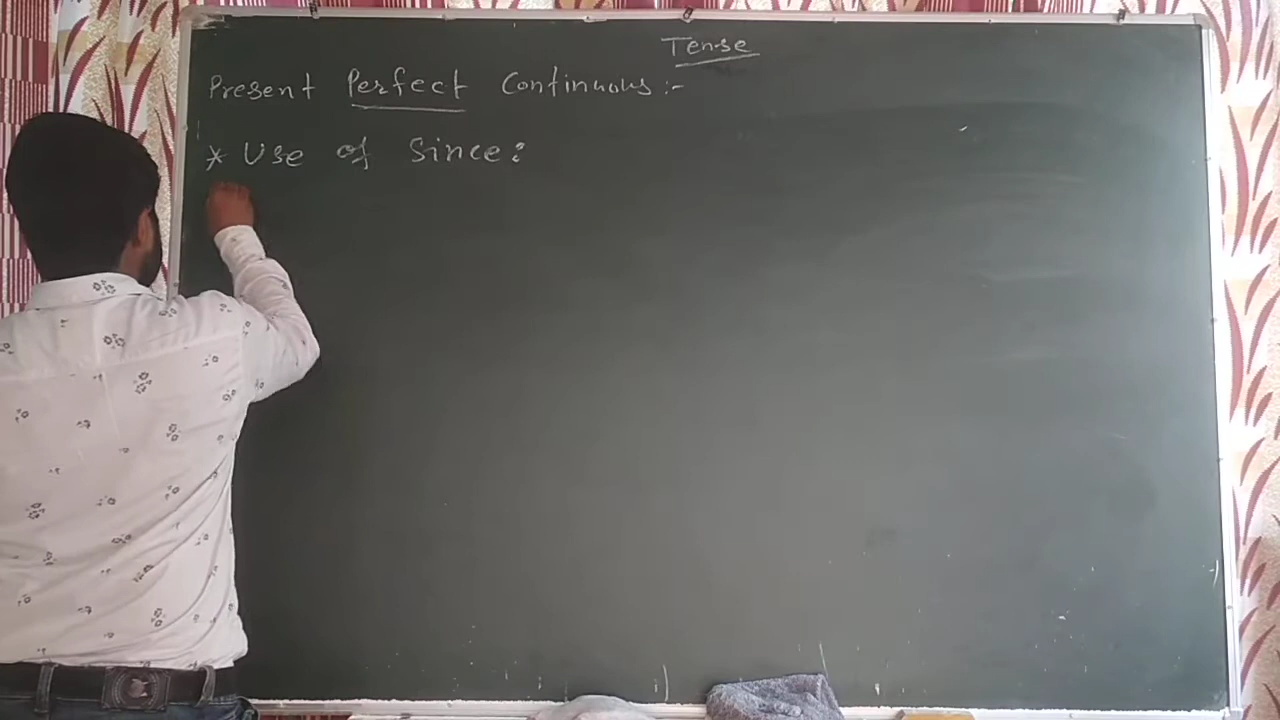 Tense
Present Perfect Continuous :-
* Use of Since :